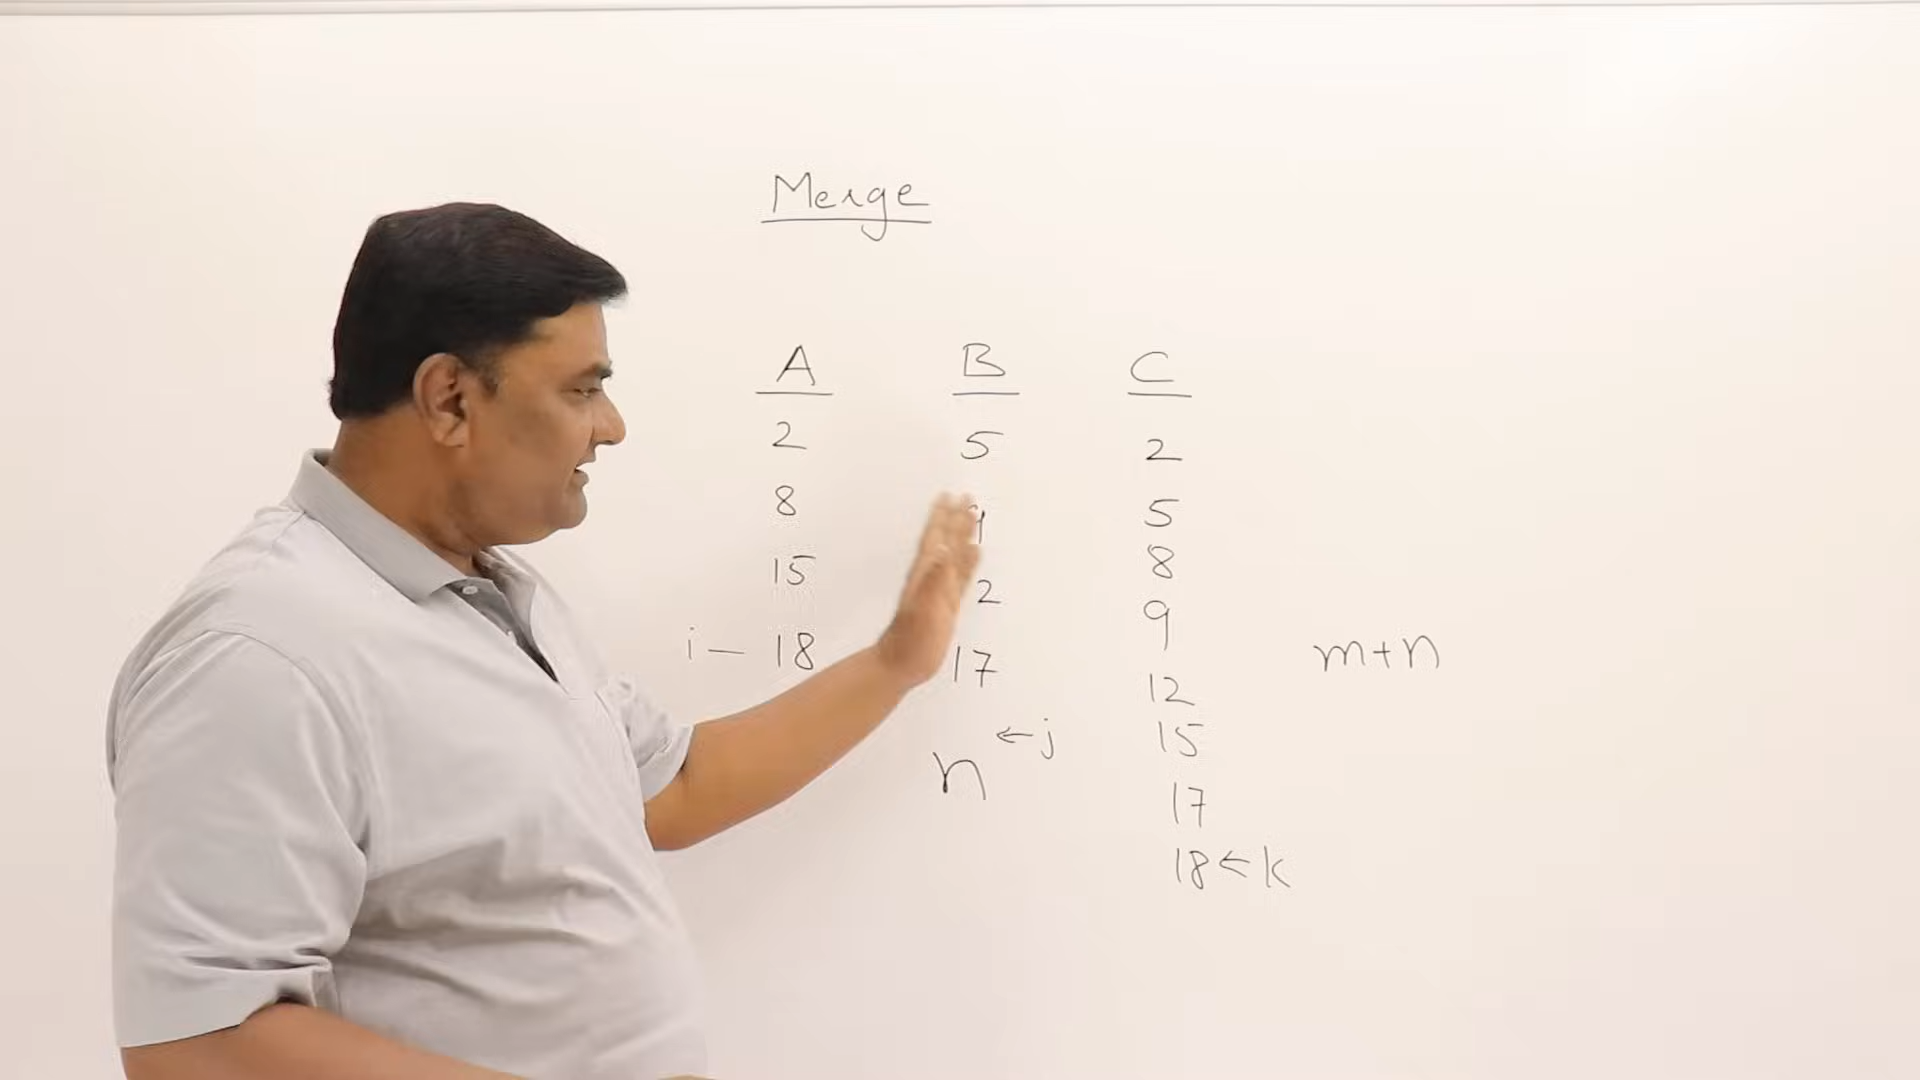 Merge
A B C
2 5 2
8 5
15 8
i – 18 17 9
m+n
12
←j 15
n
17
18 ← k